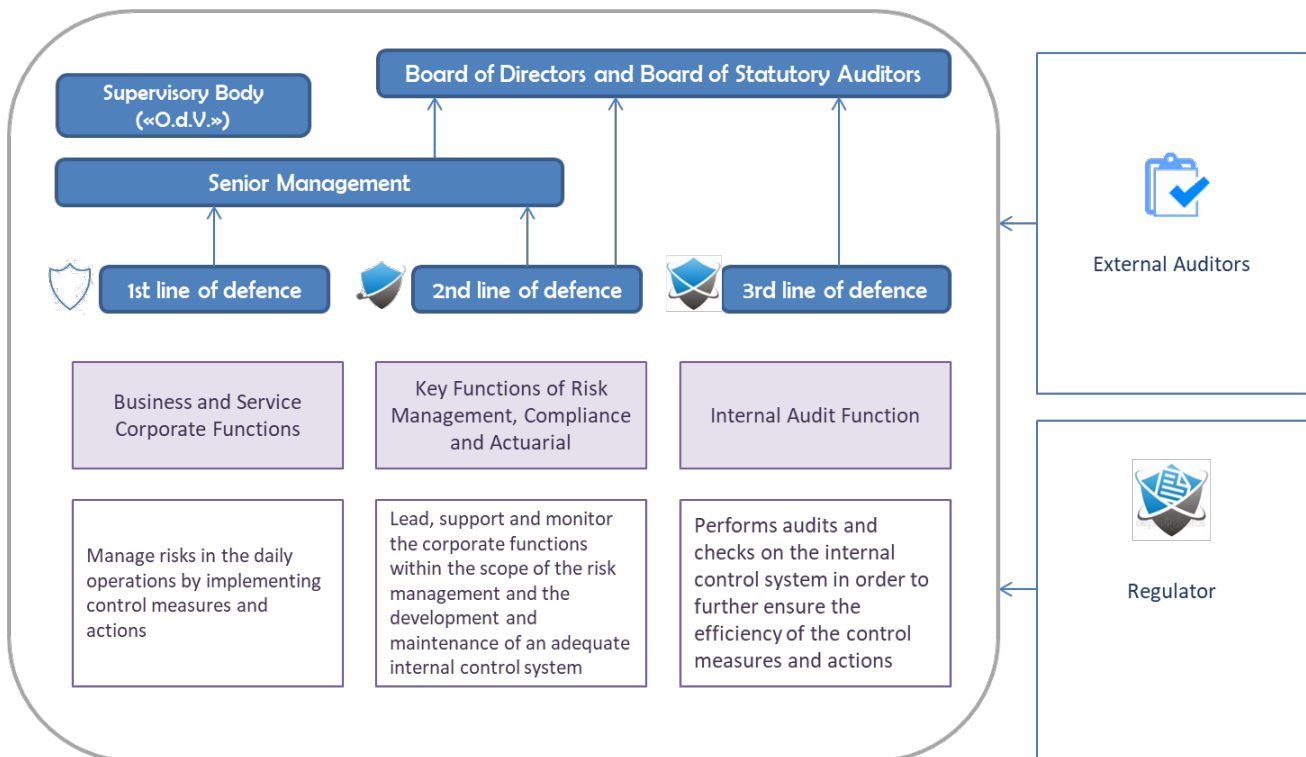 Board of Directors and Board of Statutory Auditors
Supervisory Body
(«O.d.V.»)
Senior Management
1st line of defence
2nd line of defence
3rd line of defence
Business and Service
Corporate Functions
Key Functions of Risk
Management, Compliance
and Actuarial
Internal Audit Function
Manage risks in the daily
operations by implementing
control measures and
actions
Lead, support and monitor
the corporate functions
within the scope of the risk
management and the
development and
maintenance of an adequate
internal control system
Performs audits and
checks on the internal
control system in order to
further ensure the
efficiency of the control
measures and actions
External Auditors
Regulator